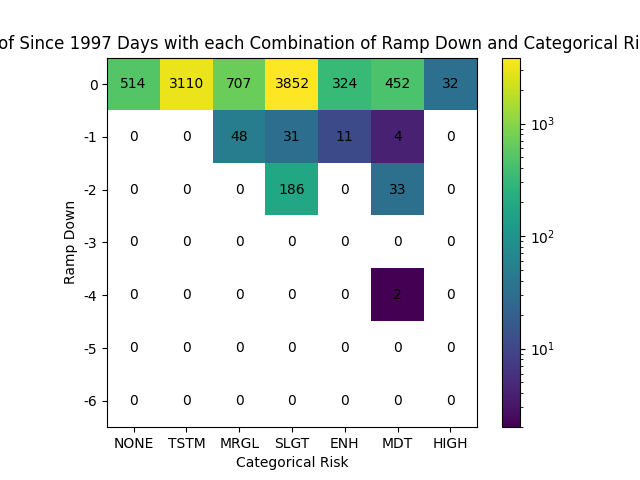 of Since 1997 Days with each Combination of Ramp Down and Categorical Ri
0 514 3110 707 3852 324 452 32
-1 0 0 48 31 11 4 0
-2 0 0 0 186 0 33 0
-3 0 0 0 0 0 0 0
-4 0 0 0 0 0 2 0
-5 0 0 0 0 0 0 0
-6 0 0 0 0 0 0 0
NONE TSTM MRGL SLGT ENH MDT HIGH
Categorical Risk
Ramp Down
10³
10²
10¹